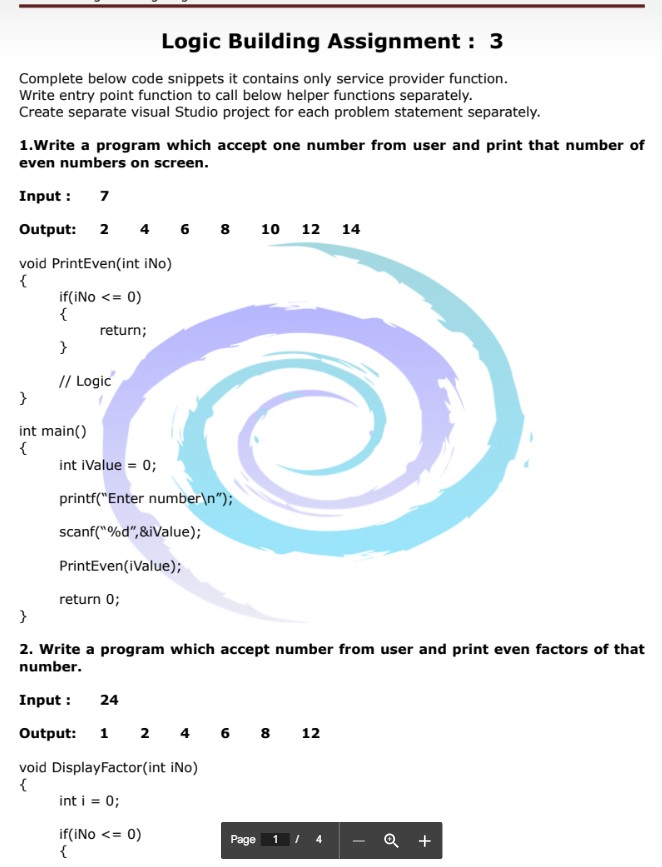 Logic Building Assignment : 3
Complete below code snippets it contains only service provider function.
Write entry point function to call below helper functions separately.
Create separate visual Studio project for each problem statement separately.
1.Write a program which accept one number from user and print that number of
even numbers on screen.
Input : 7
Output: 2 4 6 8 10 12 14
void PrintEven(int iNo)
{
if(iNo <= 0)
{
return;
}
// Logic
}
int main()
{
int iValue = 0;
printf("Enter number\n");
scanf("%d",&iValue);
PrintEven(iValue);
return 0;
}
2. Write a program which accept number from user and print even factors of that
number.
Input : 24
Output: 1 2 4 6 8 12
void DisplayFactor(int iNo)
{
int i = 0;
if(iNo <= 0)
{
Page 1 / 4